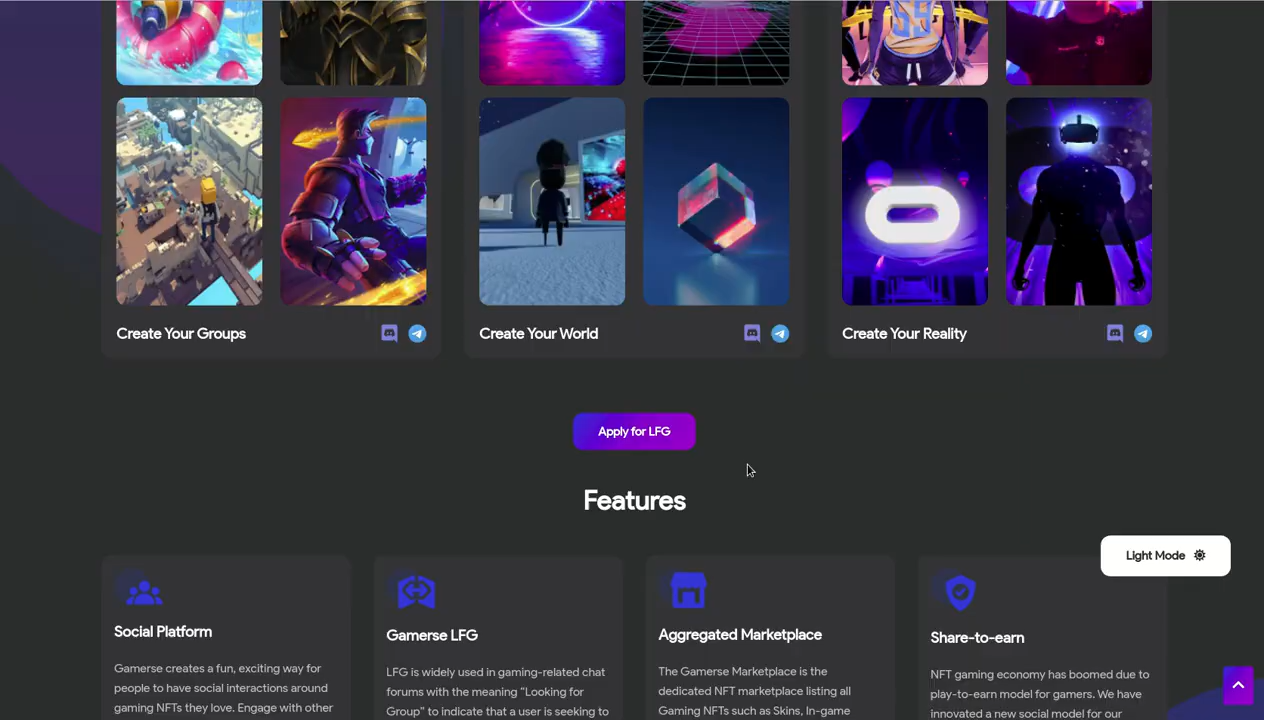 Create Your Groups
Create Your World
Create Your Reality
Apply for LFG
Features
Light Mode
Social Platform
Gamerse creates a fun, exciting way for
people to have social interactions around
gaming NFTs they love. Engage with other
Gamerse LFG
LFG is widely used in gaming-related chat
forums with the meaning “Looking for
Group” to indicate that a user is seeking to
Aggregated Marketplace
The Gamerse Marketplace is the
dedicated NFT marketplace listing all
Gaming NFTs such as Skins, In-game
Share-to-earn
NFT gaming economy has boomed due to
play-to-earn model for gamers. We have
innovated a new social model for our